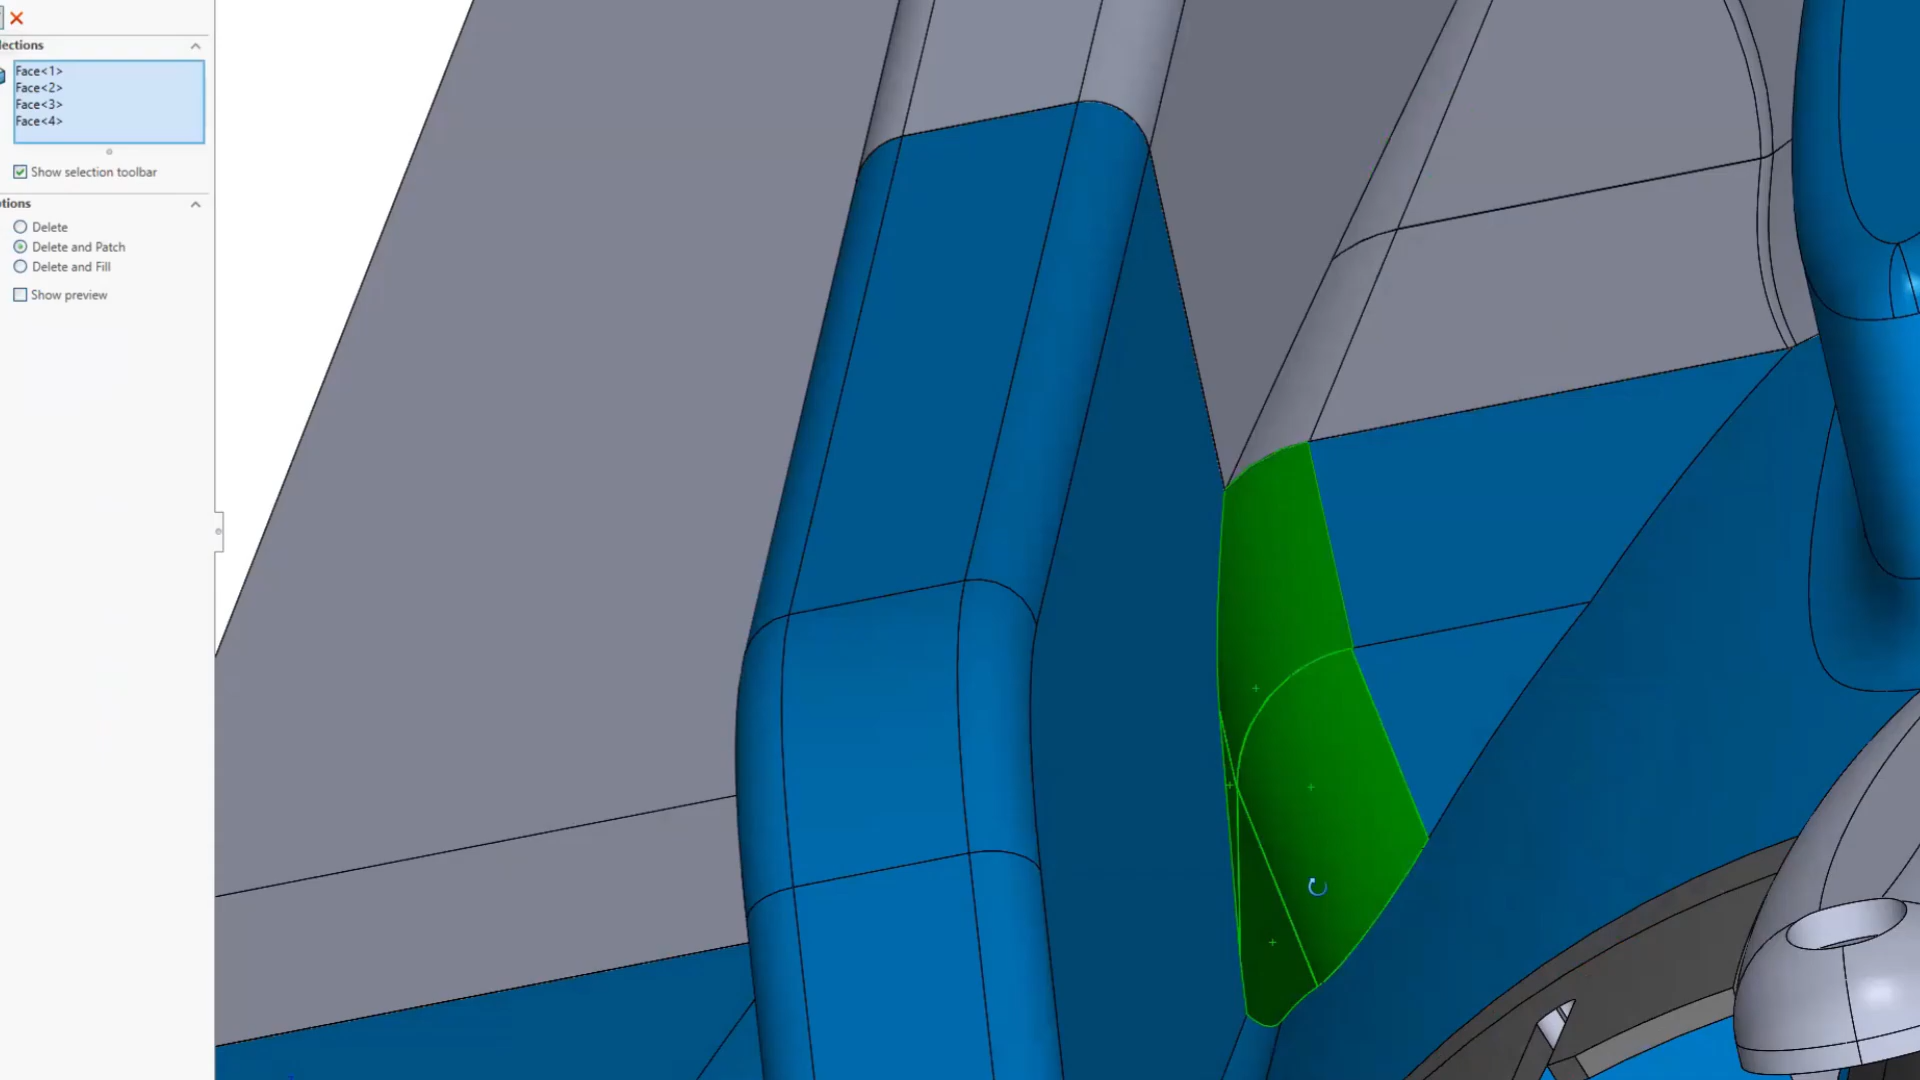 lections
Face<1>
Face<2>
Face<3>
Face<4>
Show selection toolbar
tions
Delete
Delete and Patch
Delete and Fill
Show preview